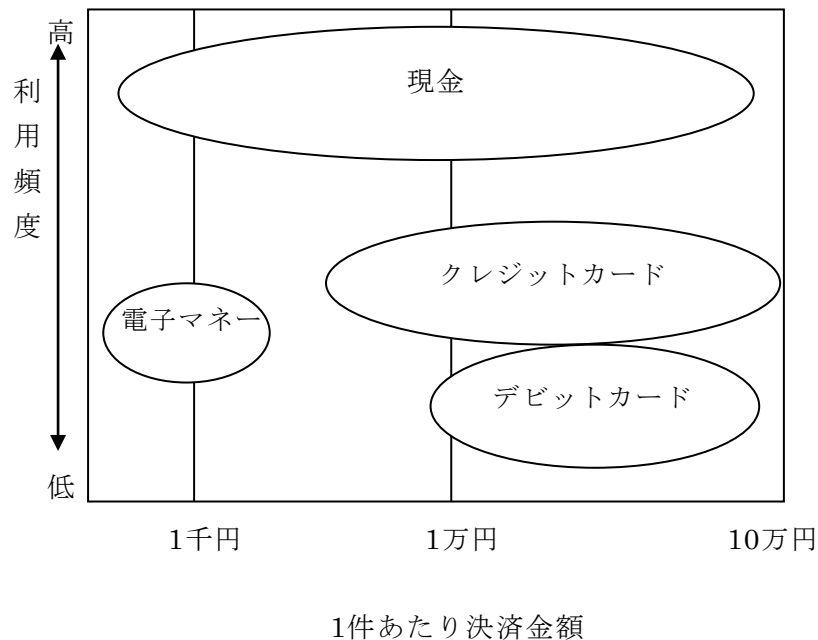 高
利用頻度
低
現金
クレジットカード
電子マネー
デビットカード
1千円
1万円
10万円
1件あたり決済金額